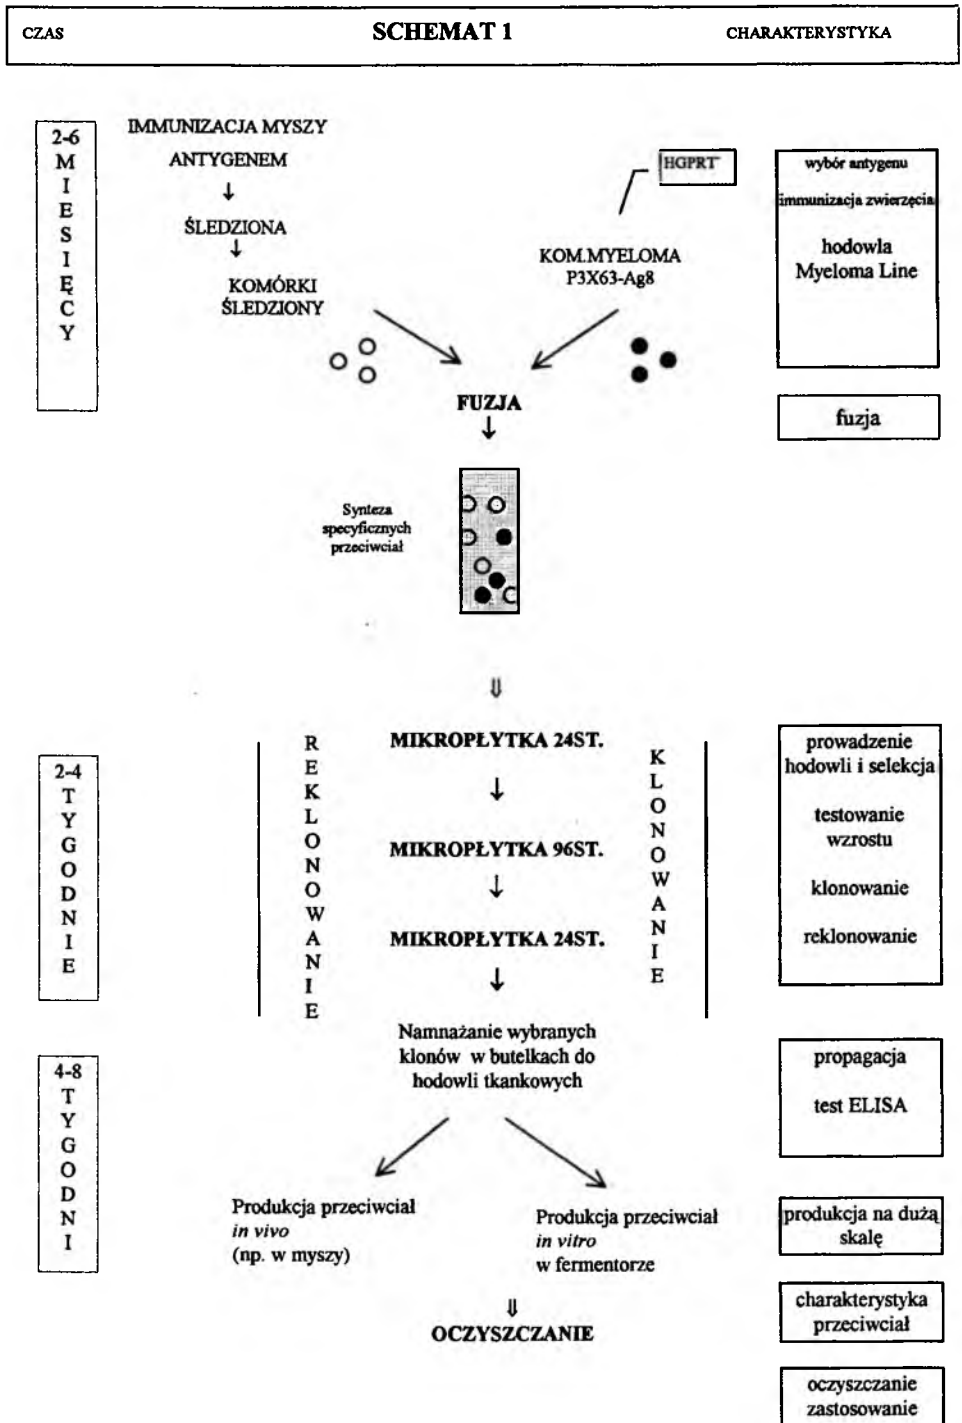 CZAS SCHEMAT 1 CHARAKTERYSTYKA
2-6
M
I
E
S
I
Ę
C
Y
IMMUNIZACJA MYSZY
ANTYGENEM
ŚLEDZIONA
KOMÓRKI
ŚLEDZIONY
HGPRT⁻
KOM.MYELOMA
P3X63-Ag8
wybór antygenu
immunizacja zwierzęcia
hodowla
Myeloma Line
FUZJA
fuzja
Synteza
specyficznych
przeciwciał
2-4
T
Y
G
O
D
N
I
E
R
E
K
L
O
N
O
W
A
N
I
E
MIKROPŁYTKA 24ST.
MIKROPŁYTKA 96ST.
MIKROPŁYTKA 24ST.
K
L
O
N
O
W
A
N
I
E
prowadzenie
hodowli i selekcja
testowanie
wzrostu
klonowanie
reklonowanie
4-8
T
Y
G
O
D
N
I
Namnażanie wybranych
klonów w butelkach do
hodowli tkankowych
propagacja
test ELISA
Produkcja przeciwciał
in vivo
(np. w myszy)
Produkcja przeciwciał
in vitro
w fermentorze
produkcja na dużą
skalę
OCZYSZCZANIE
charakterystyka
przeciwciał
oczyszczanie
zastosowanie